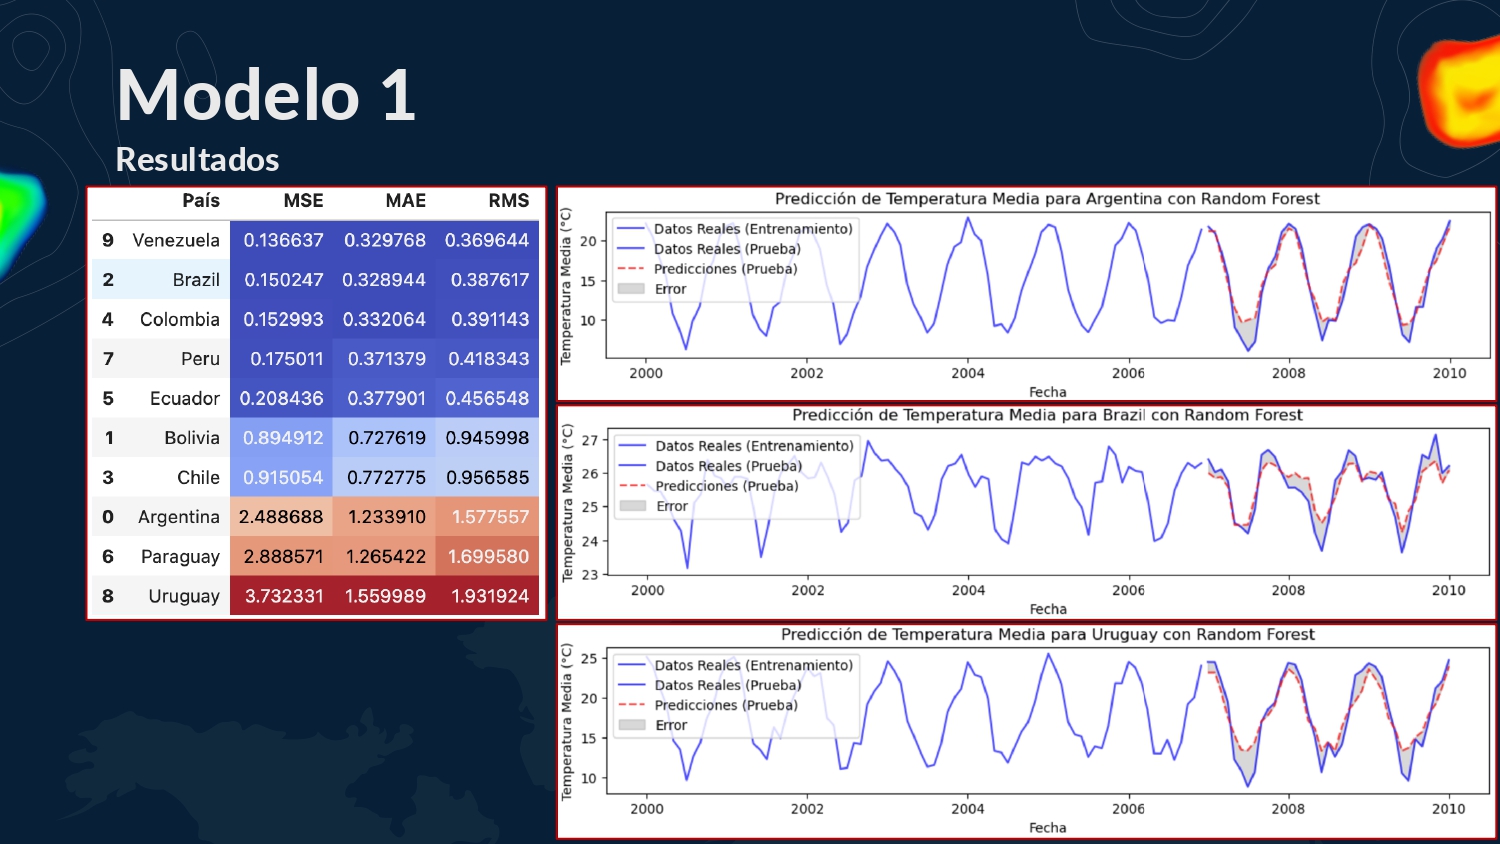 Modelo 1
Resultados
País MSE MAE RMS
9 Venezuela 0.136637 0.329768 0.369644
2 Brazil 0.150247 0.328944 0.387617
4 Colombia 0.152993 0.332064 0.391143
7 Peru 0.175011 0.371379 0.418343
5 Ecuador 0.208436 0.377901 0.456548
1 Bolivia 0.894912 0.727619 0.945998
3 Chile 0.915054 0.772775 0.956585
0 Argentina 2.488688 1.233910 1.577557
6 Paraguay 2.888571 1.265422 1.699580
8 Uruguay 3.732331 1.559989 1.931924
Predicción de Temperatura Media para Argentina con Random Forest
Temperatura Media (°C)
20
15
10
Datos Reales (Entrenamiento)
Datos Reales (Prueba)
Predicciones (Prueba)
Error
2000 2002 2004 2006 2008 2010
Fecha
Predicción de Temperatura Media para Brazil con Random Forest
Temperatura Media (°C)
27
26
25
24
23
Datos Reales (Entrenamiento)
Datos Reales (Prueba)
Predicciones (Prueba)
Error
2000 2002 2004 2006 2008 2010
Fecha
Predicción de Temperatura Media para Uruguay con Random Forest
Temperatura Media (°C)
25
20
15
10
Datos Reales (Entrenamiento)
Datos Reales (Prueba)
Predicciones (Prueba)
Error
2000 2002 2004 2006 2008 2010
Fecha